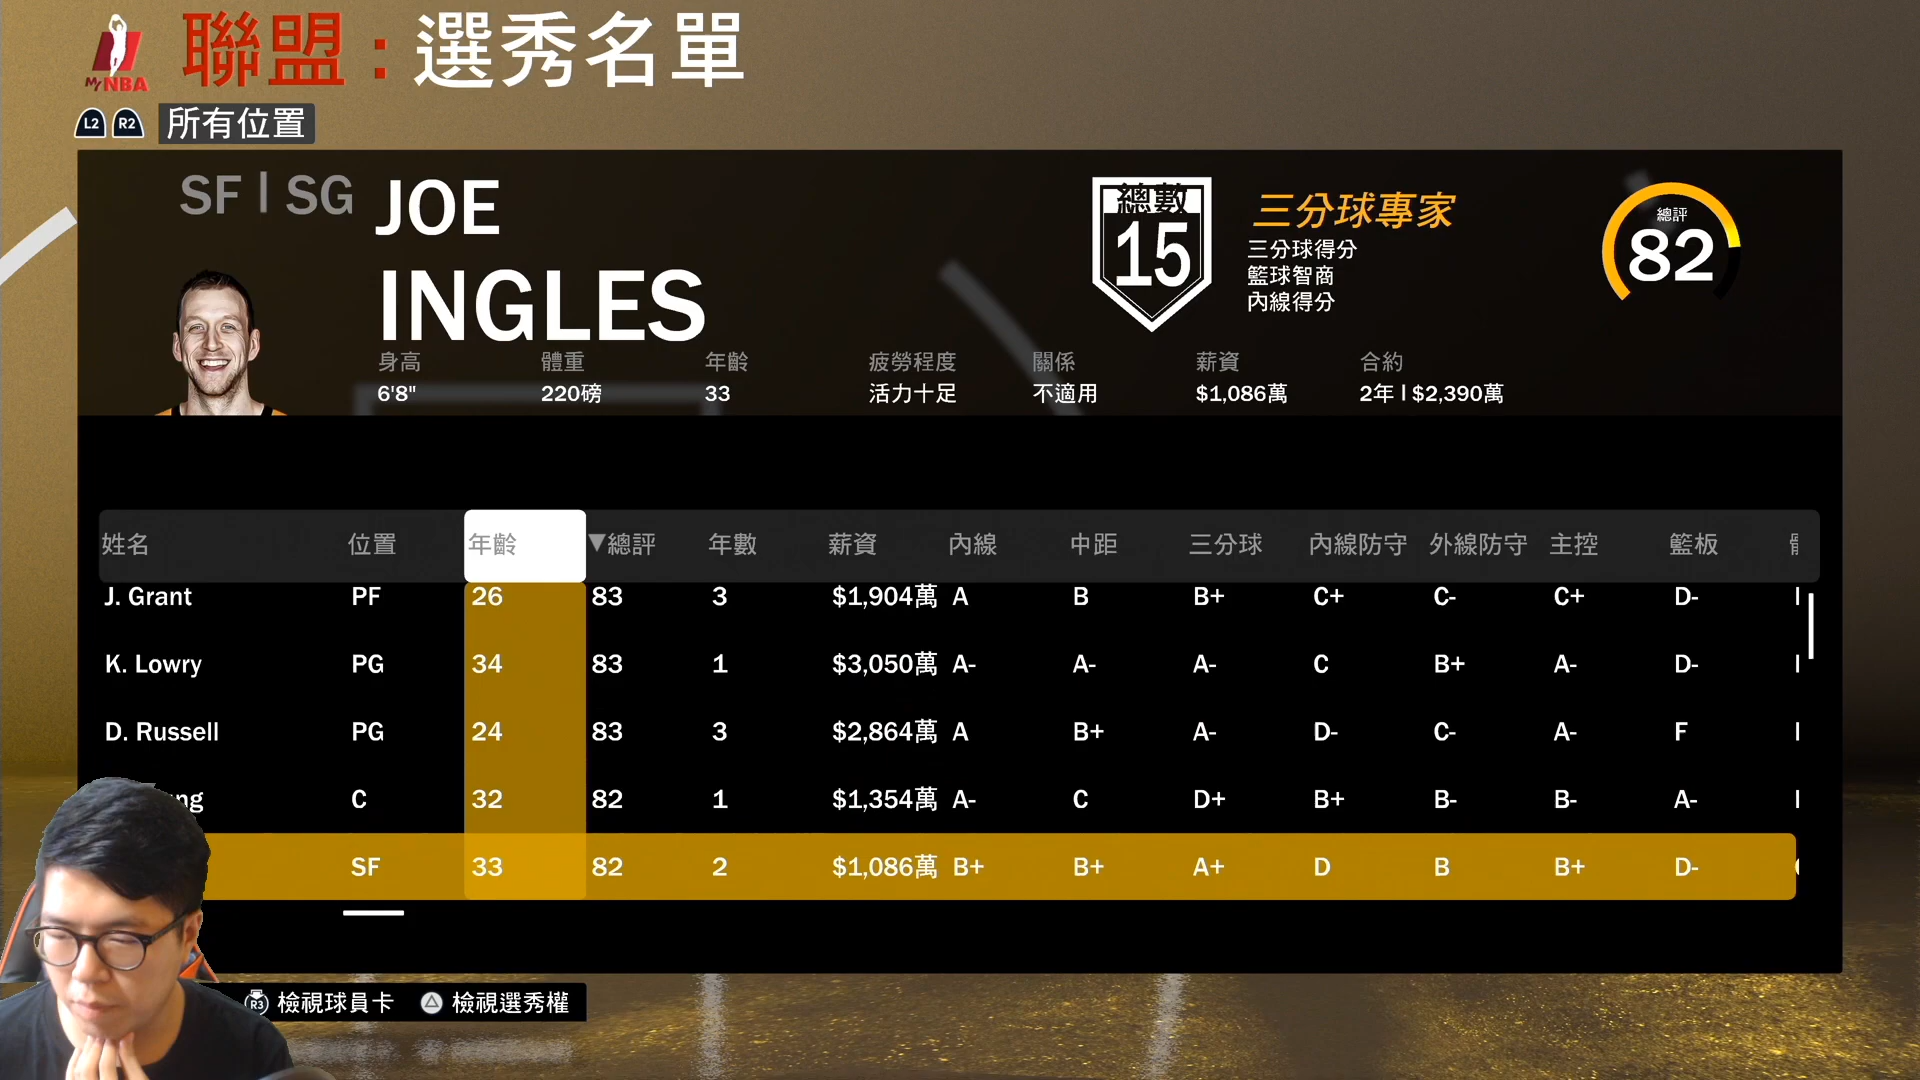 MyNBA
聯盟：選秀名單
L2 R2 所有位置
SF | SG
JOE
INGLES
總數
15
三分球專家
三分球得分
籃球智商
內線得分
總評
82
身高 體重 年齡 疲勞程度 關係 薪資 合約
6'8" 220磅 33 活力十足 不適用 $1,086萬 2年 | $2,390萬
姓名 位置 年齡 ▼總評 年數 薪資 內線 中距 三分球 內線防守 外線防守 主控 籃板
J. Grant PF 26 83 3 $1,904萬 A B B+ C+ C- C+ D-
K. Lowry PG 34 83 1 $3,050萬 A- A- A- C B+ A- D-
D. Russell PG 24 83 3 $2,864萬 A B+ A- D- C- A- F
C 32 82 1 $1,354萬 A- C D+ B+ B- B- A-
SF 33 82 2 $1,086萬 B+ B+ A+ D B B+ D-
R3 檢視球員卡 檢視選秀權